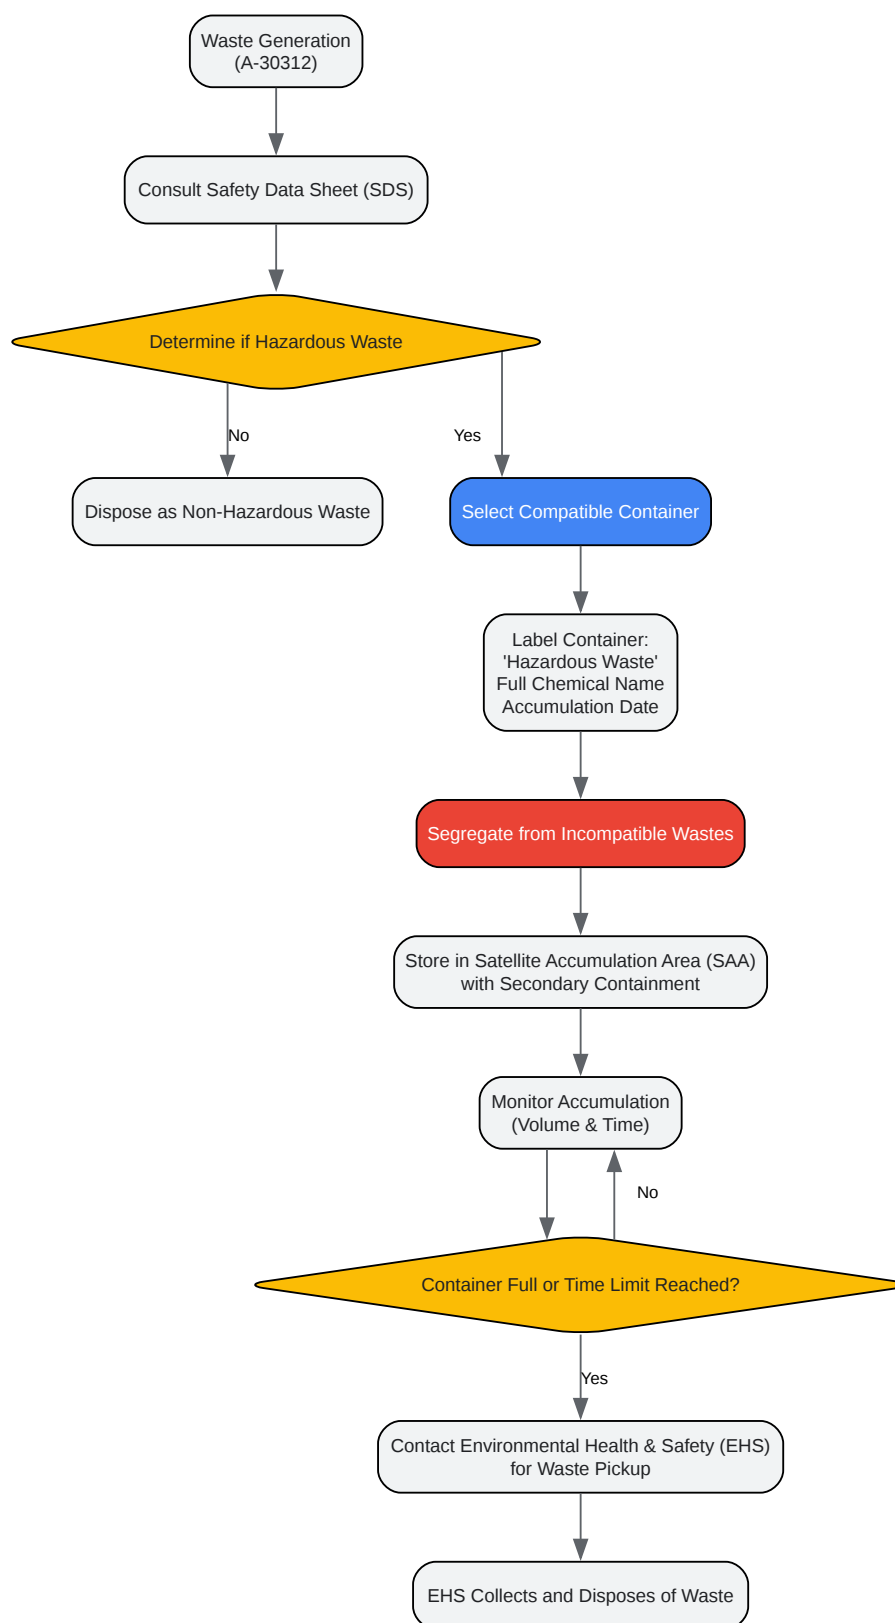 Waste Generation
(A-30312)
Consult Safety Data Sheet (SDS)
Determine if Hazardous Waste
No
Yes
Dispose as Non-Hazardous Waste
Select Compatible Container
Label Container:
'Hazardous Waste'
Full Chemical Name
Accumulation Date
Segregate from Incompatible Wastes
Store in Satellite Accumulation Area (SAA)
with Secondary Containment
Monitor Accumulation
(Volume & Time)
No
Container Full or Time Limit Reached?
Yes
Contact Environmental Health & Safety (EHS)
for Waste Pickup
EHS Collects and Disposes of Waste